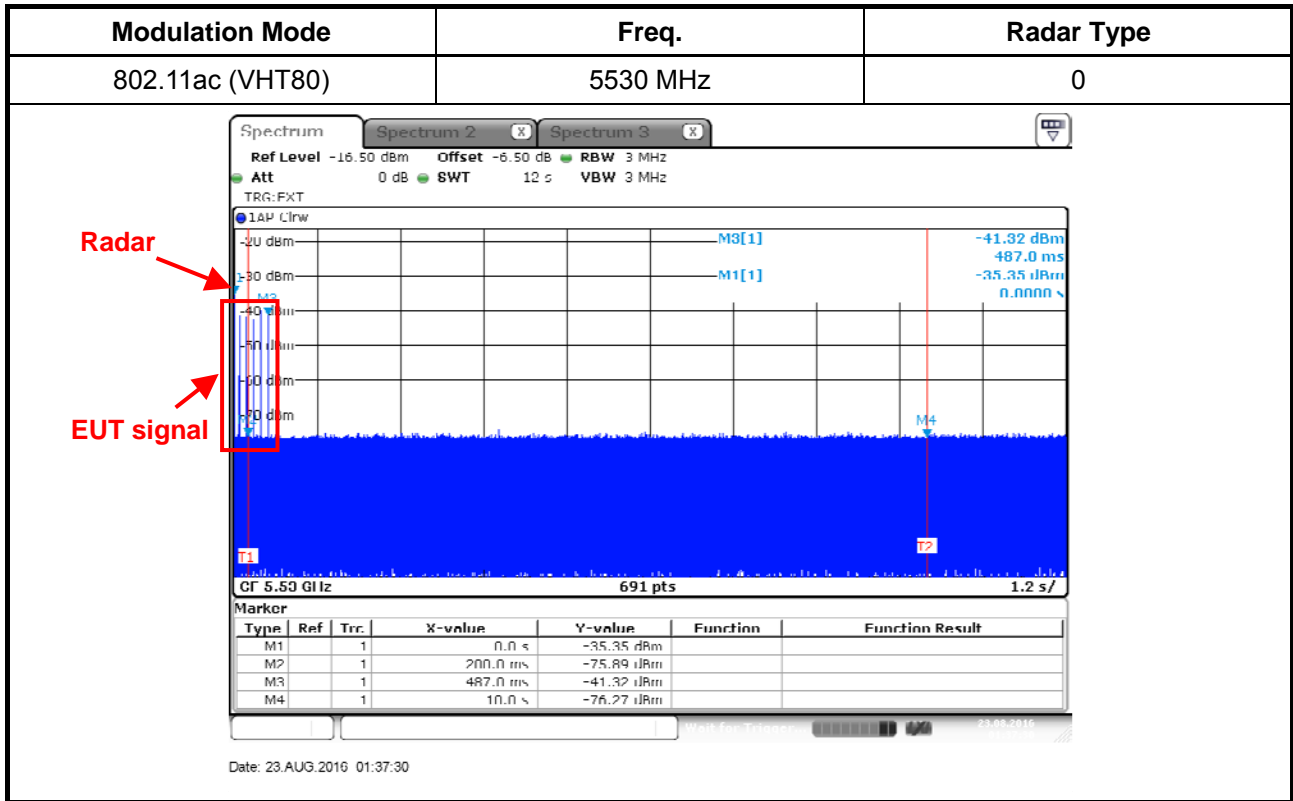 Modulation Mode Freq. Radar Type
802.11ac (VHT80) 5530 MHz 0
Spectrum Spectrum 2 X Spectrum 3 X
Ref Level -16.50 dBm Offset -6.50 dB RBW 3 MHz
Att 0 dB SWT 12 s VBW 3 MHz
TRG:EXT
1AP Clrw
Radar
-20 dBm M3[1] -41.32 dBm
487.0 ms
-30 dBm M1[1] -35.35 dBm
0.0000 s
M3
-40 dBm
-50 dBm
-60 dBm
-70 dBm
EUT signal
M4
T1 T2
CF 5.53 GHz 691 pts 1.2 s/
Marker
Type Ref Trc X-value Y-value Function Function Result
M1 1 0.0 s -35.35 dBm
M2 1 200.0 ms -75.89 dBm
M3 1 487.0 ms -41.32 dBm
M4 1 10.0 s -76.27 dBm
Wait for Trigger... 23.08.2016
Date: 23.AUG.2016 01:37:30